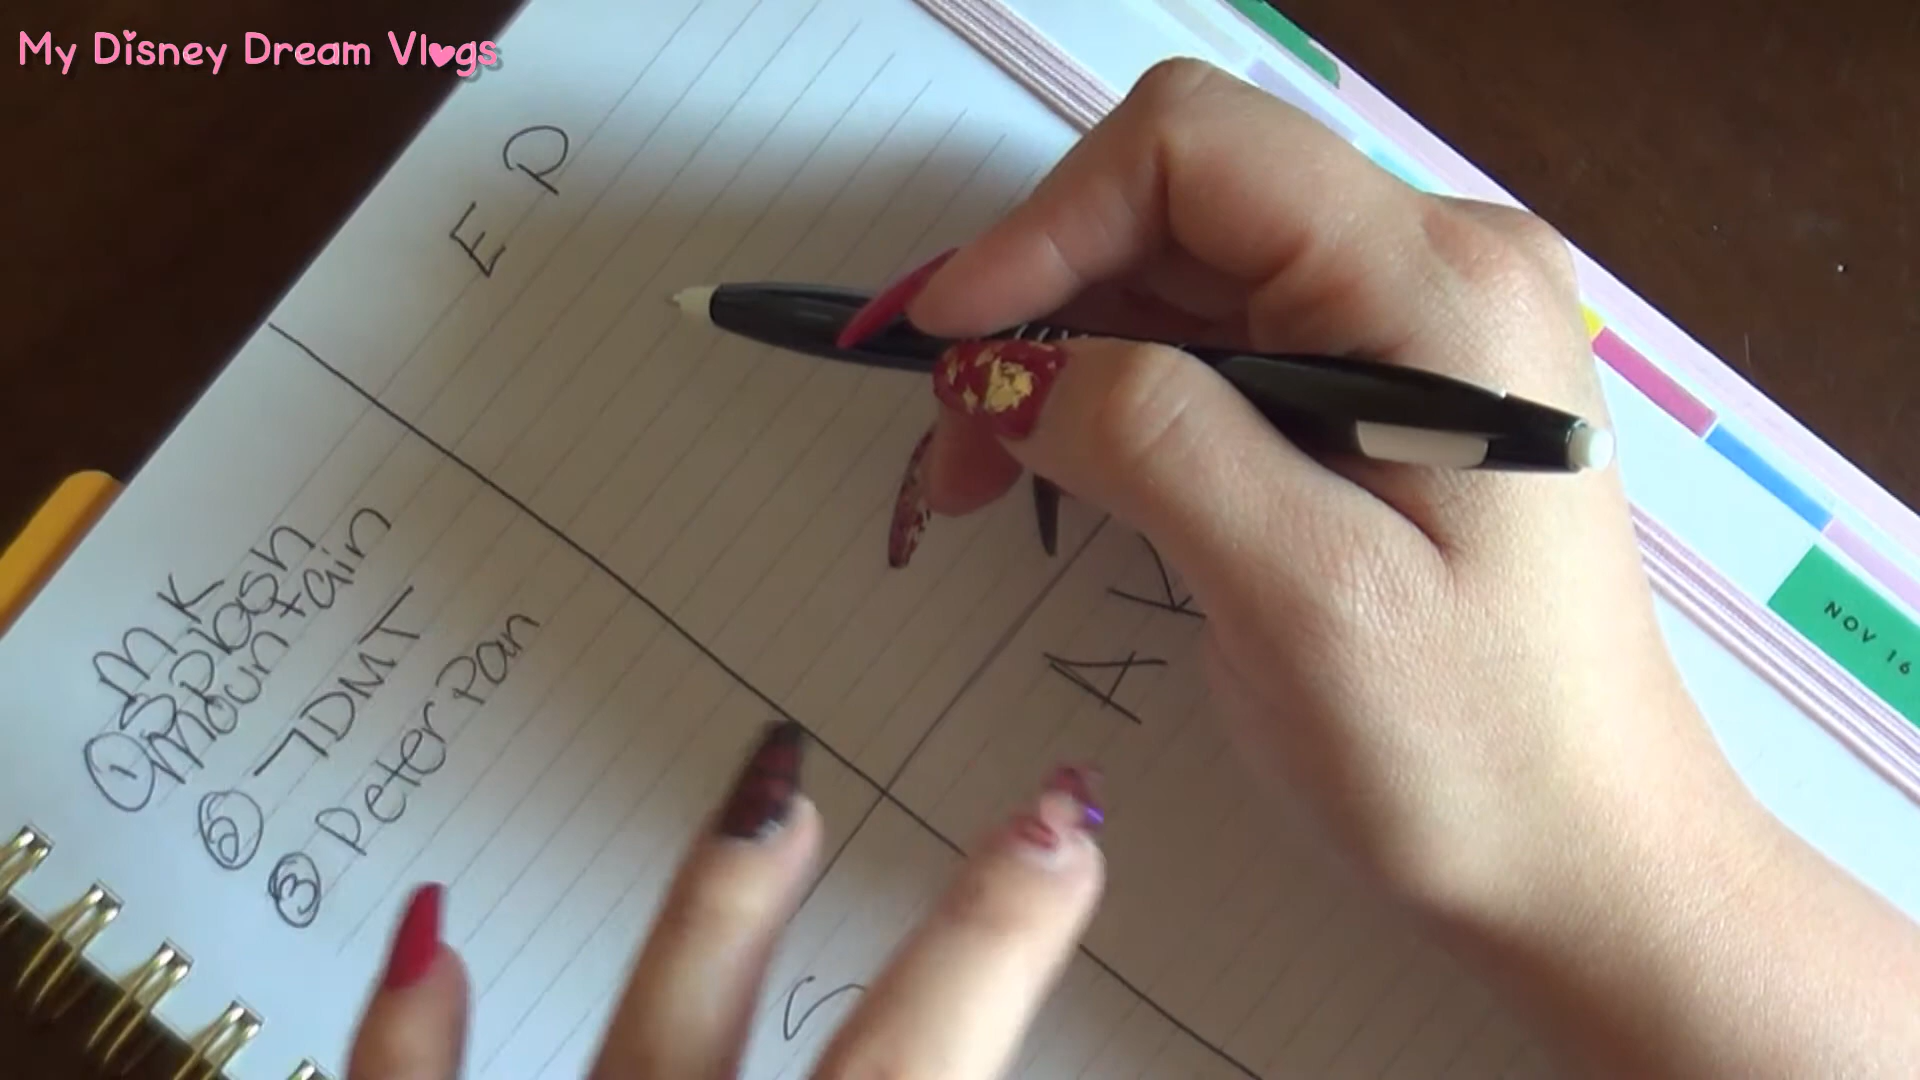 My Disney Dream Vlogs
EP
MK
① Splash
Mountain
② 7DMT
③ Peter Pan
AK
S
NOV 16